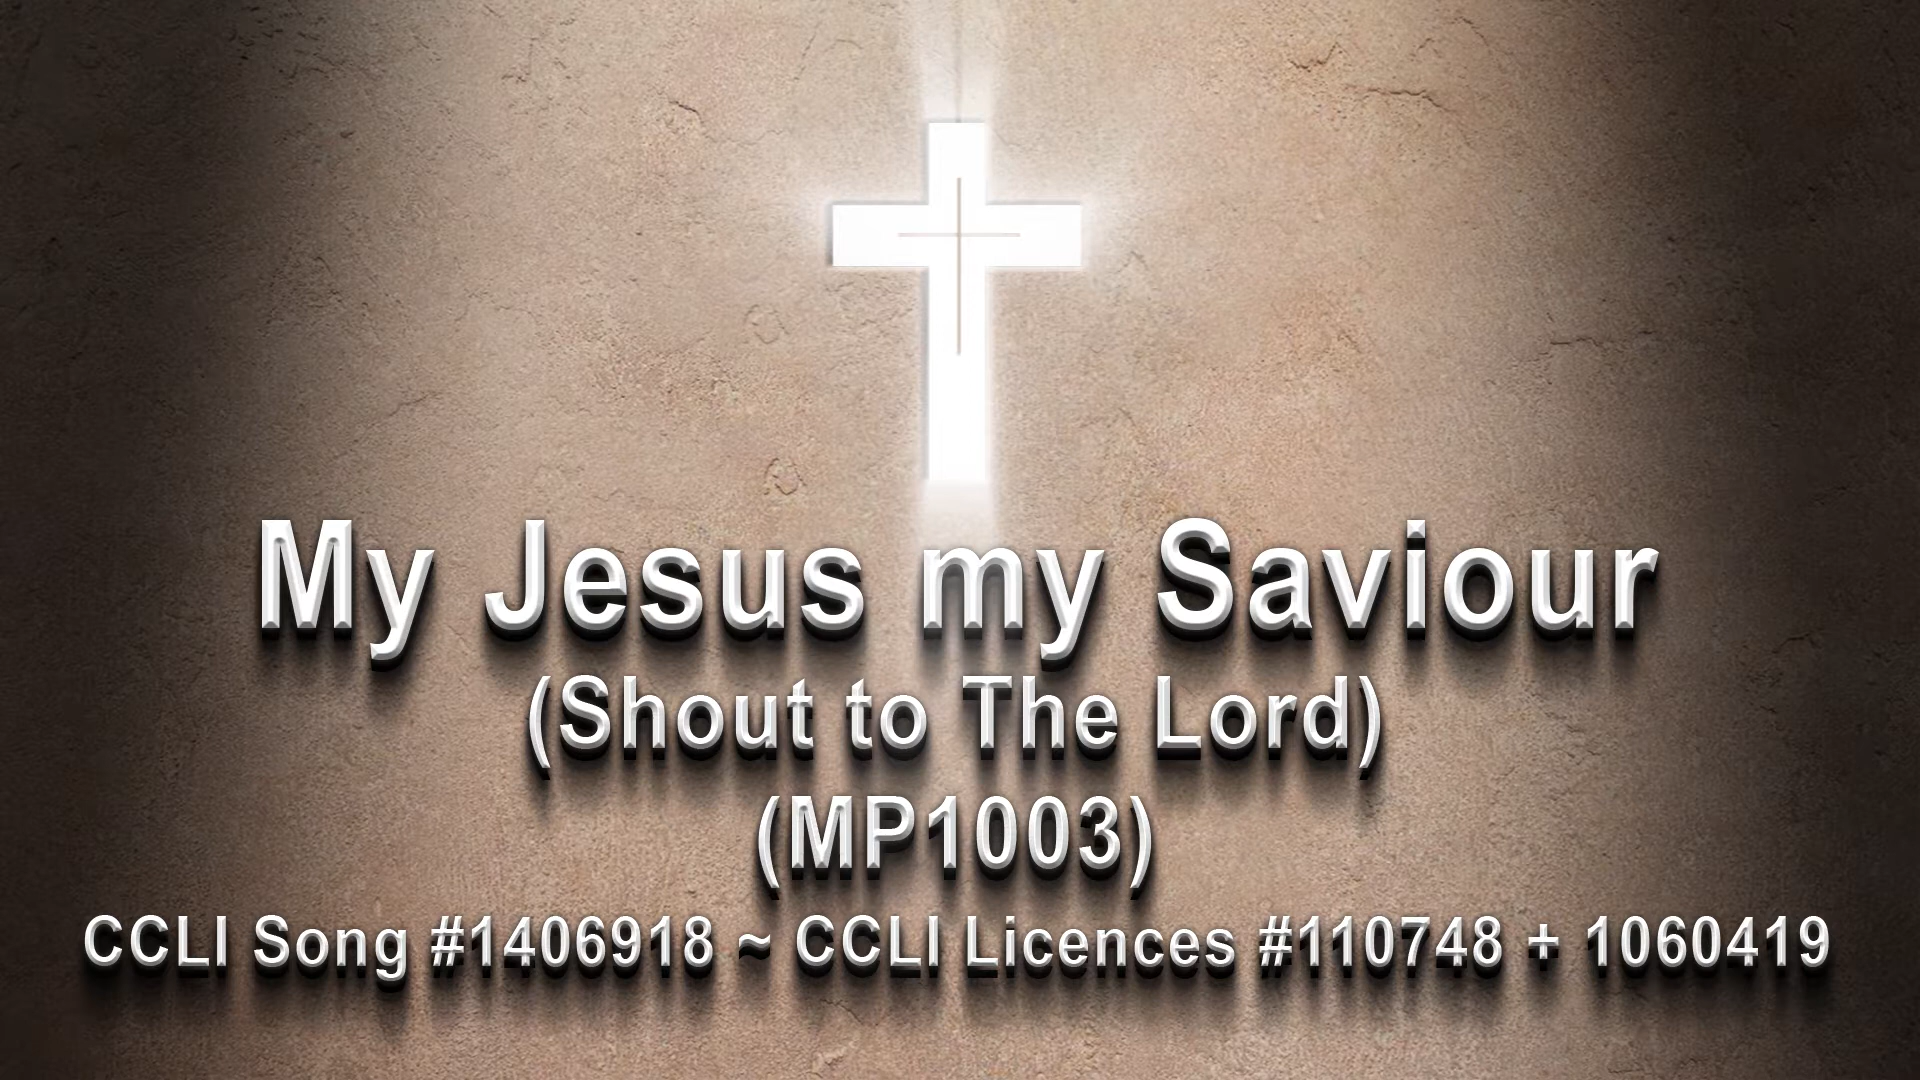 My Jesus my Saviour
(Shout to The Lord)
(MP1003)
CCLI Song #1406918 ~ CCLI Licences #110748 + 1060419